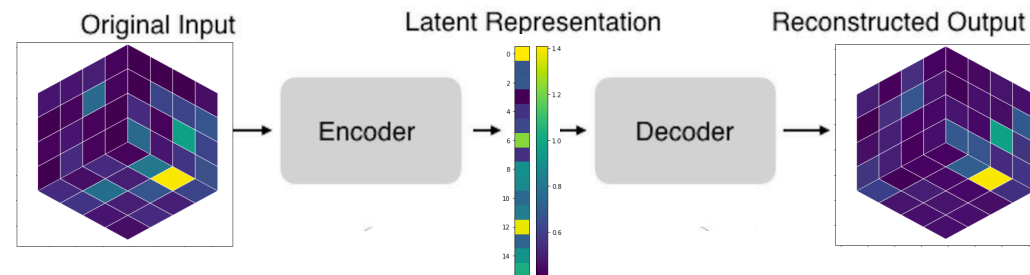 Original Input
Latent Representation
Reconstructed Output
Encoder
Decoder
0
2
4
6
8
10
12
14
1.4
1.2
1.0
0.8
0.6